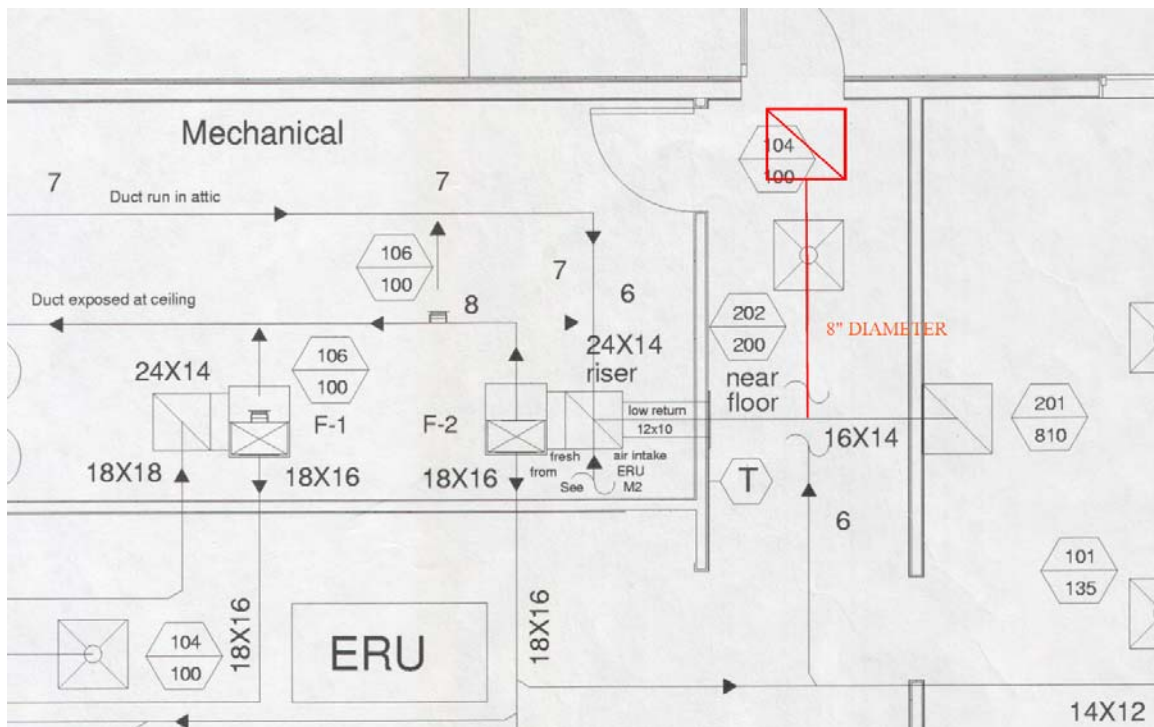 Mechanical
104
100
7
7
Duct run in attic
106
100
7
6
Duct exposed at ceiling
8
202
200
8" DIAMETER
24X14
riser
106
100
24X14
near
floor
low return
12x10
201
810
F-1
F-2
16X14
18X18
18X16
18X16
fresh
air intake
from
ERU
See
M2
T
6
101
135
18X16
18X16
104
100
ERU
14X12